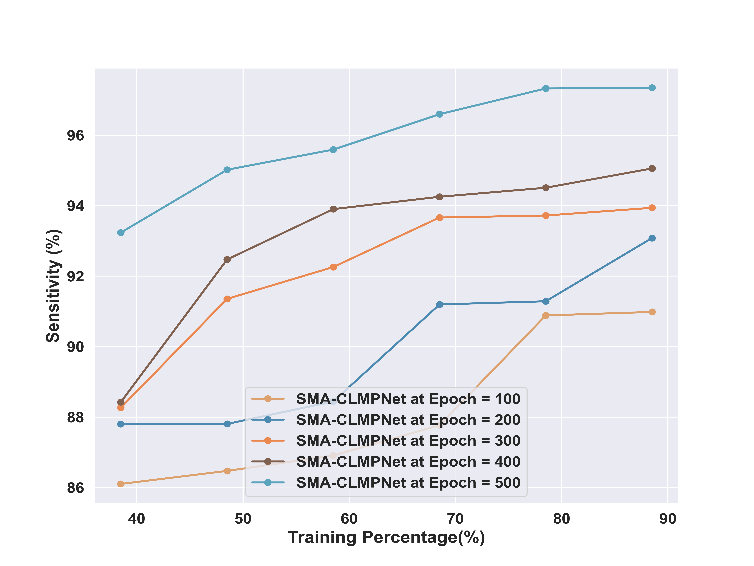 96
94
92
90
88
86
Sensitivity (%)
SMA-CLMPNet at Epoch = 100
SMA-CLMPNet at Epoch = 200
SMA-CLMPNet at Epoch = 300
SMA-CLMPNet at Epoch = 400
SMA-CLMPNet at Epoch = 500
40 50 60 70 80 90
Training Percentage(%)